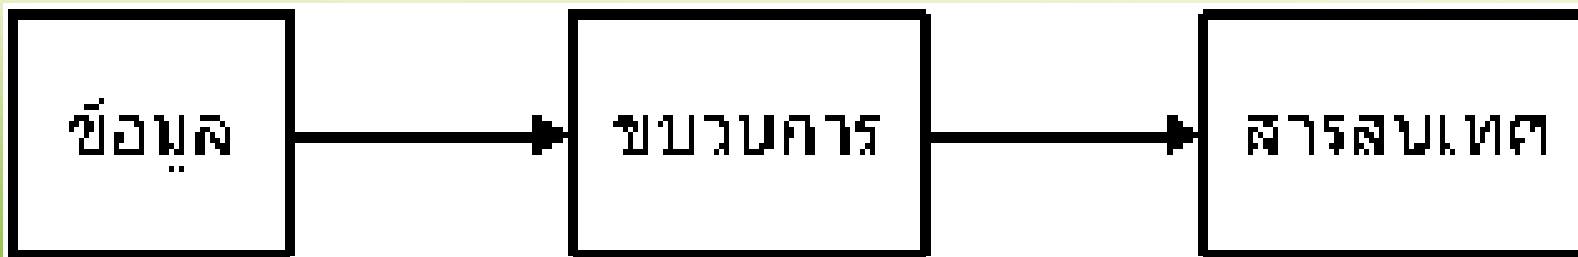 ข้อมูล
ขบวนการ
สารสนเทศ